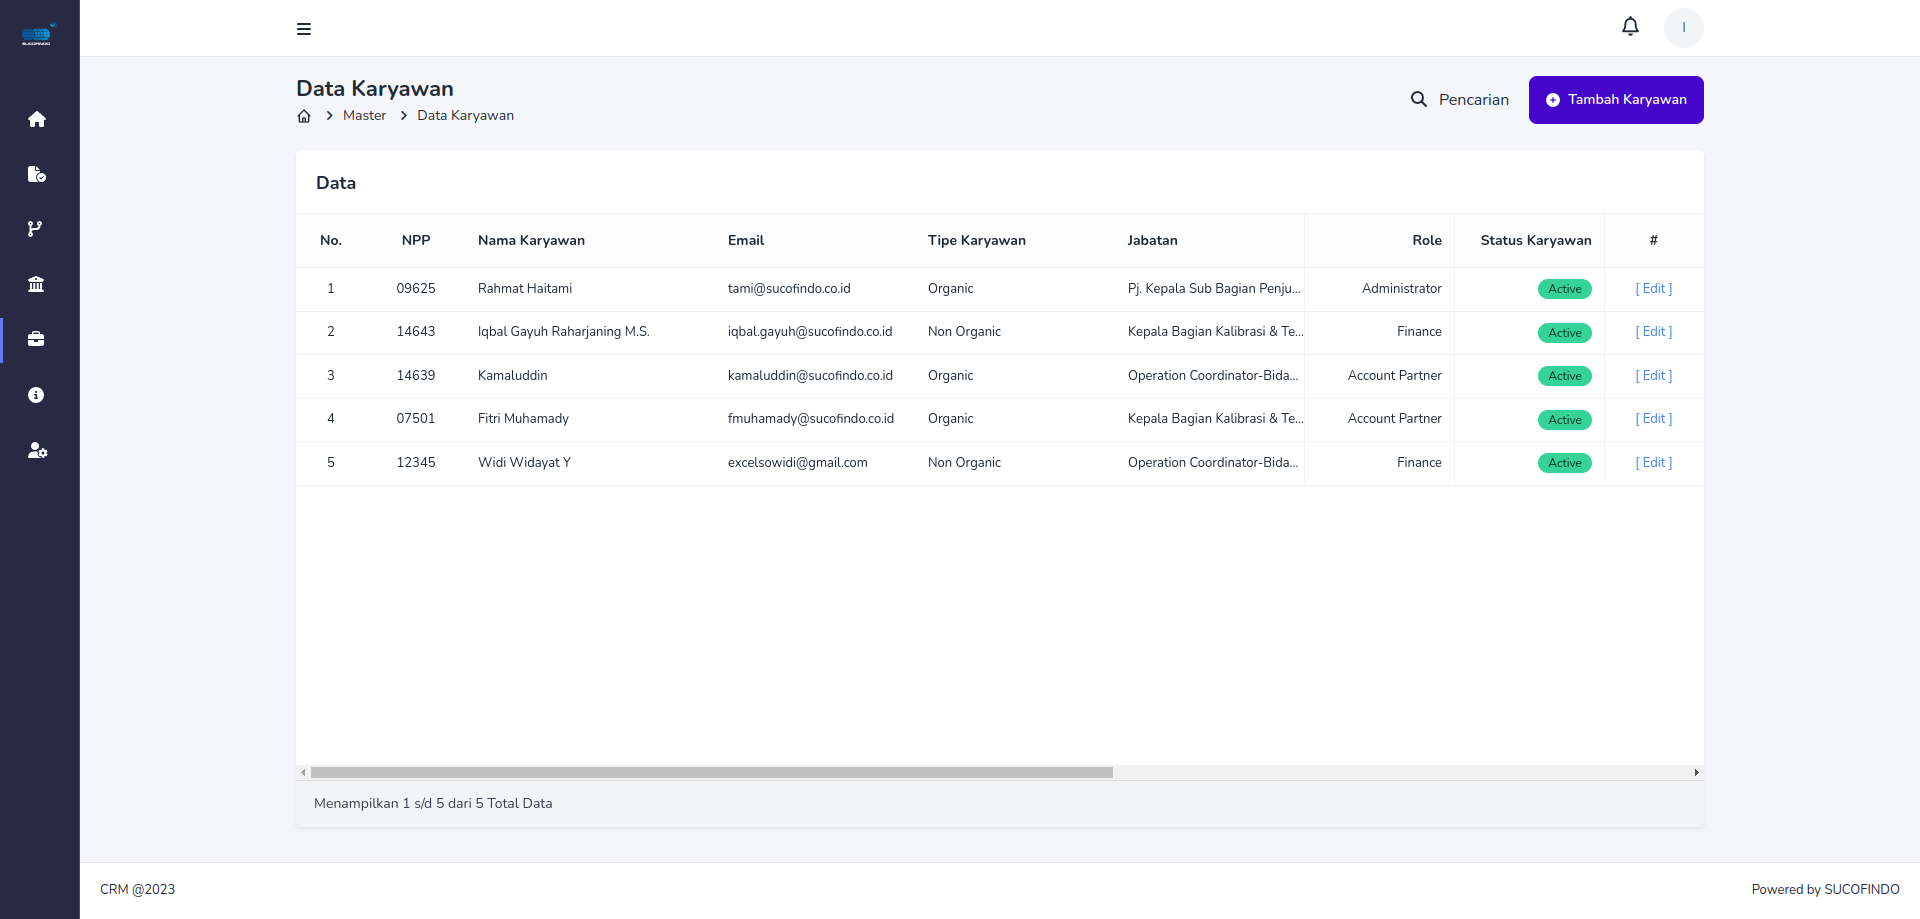 SUCOFINDO
I
Data Karyawan
Master > Data Karyawan
Pencarian
Tambah Karyawan
Data
No. NPP Nama Karyawan Email Tipe Karyawan Jabatan Role Status Karyawan #
1 09625 Rahmat Haitami tami@sucofindo.co.id Organic Pj. Kepala Sub Bagian Penju... Administrator Active [ Edit ]
2 14643 Iqbal Gayuh Raharjaning M.S. iqbal.gayuh@sucofindo.co.id Non Organic Kepala Bagian Kalibrasi & Te... Finance Active [ Edit ]
3 14639 Kamaluddin kamaluddin@sucofindo.co.id Organic Operation Coordinator-Bida... Account Partner Active [ Edit ]
4 07501 Fitri Muhamady fmuhamady@sucofindo.co.id Organic Kepala Bagian Kalibrasi & Te... Account Partner Active [ Edit ]
5 12345 Widi Widayat Y excelsowidi@gmail.com Non Organic Operation Coordinator-Bida... Finance Active [ Edit ]
Menampilkan 1 s/d 5 dari 5 Total Data
CRM @2023
Powered by SUCOFINDO